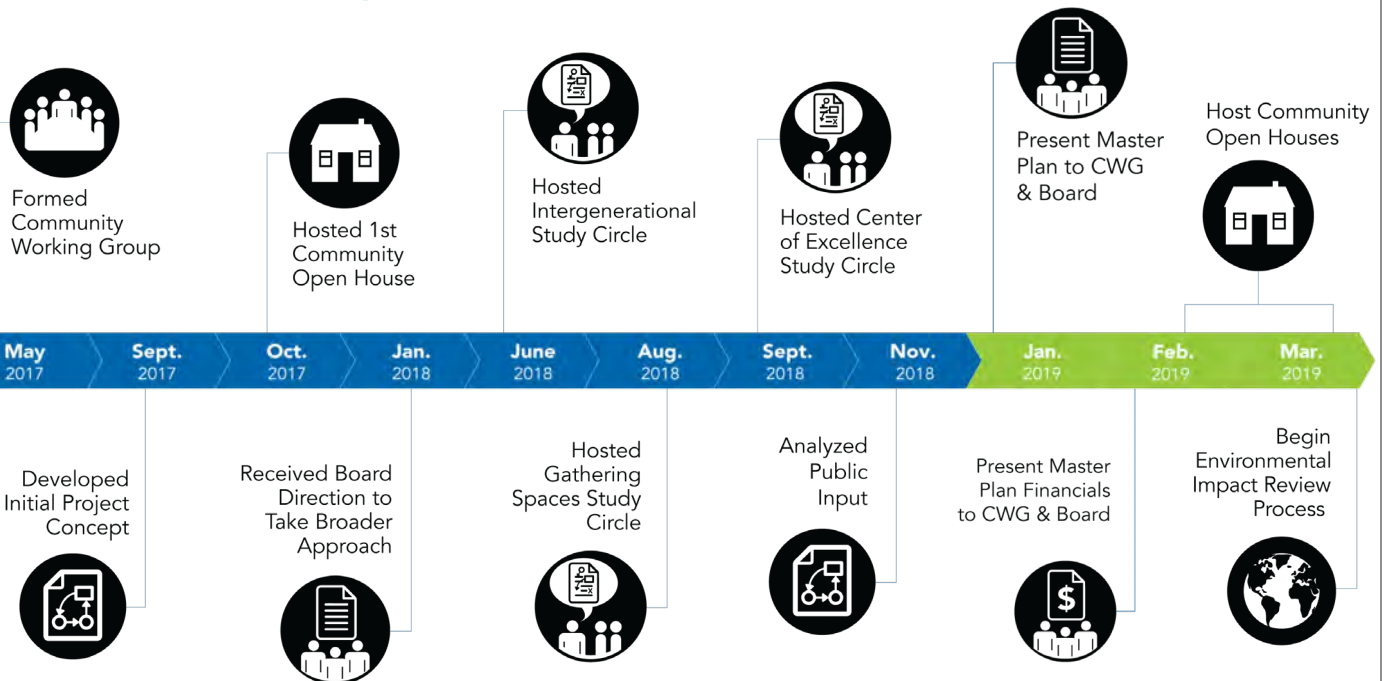 Formed
Community
Working Group
Hosted 1st
Community
Open House
Hosted
Intergenerational
Study Circle
Hosted Center
of Excellence
Study Circle
Present Master
Plan to CWG
& Board
Host Community
Open Houses
May
2017
Sept.
2017
Oct.
2017
Jan.
2018
June
2018
Aug.
2018
Sept.
2018
Nov.
2018
Jan.
2019
Feb.
2019
Mar.
2019
Developed
Initial Project
Concept
Received Board
Direction to
Take Broader
Approach
Hosted
Gathering
Spaces Study
Circle
Analyzed
Public
Input
Present Master
Plan Financials
to CWG & Board
$
Begin
Environmental
Impact Review
Process